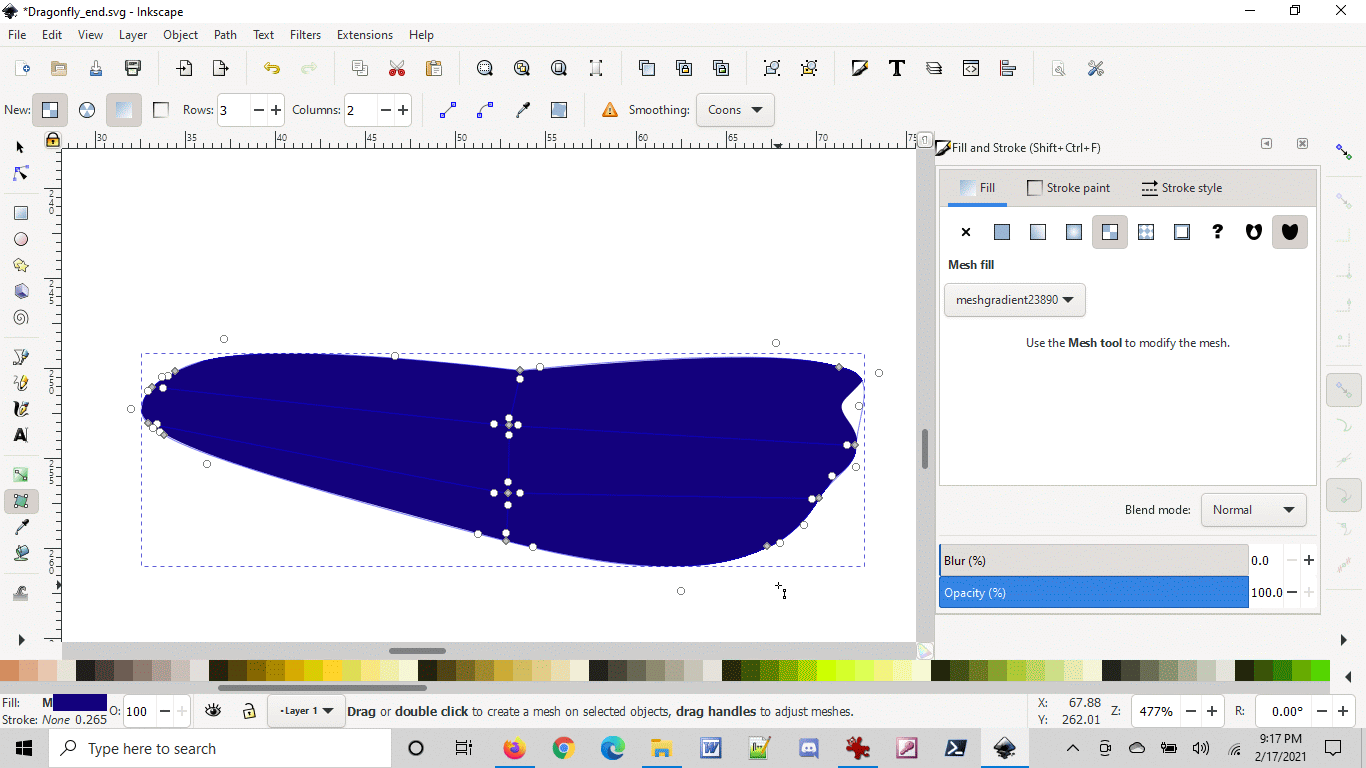 *Dragonfly_end.svg - Inkscape
File Edit View Layer Object Path Text Filters Extensions Help
New: Rows: 3 Columns: 2 Smoothing: Coons
30 35 40 45 50 55 60 65 70 75
240
245
250
255
260
Fill and Stroke (Shift+Ctrl+F)
Fill Stroke paint Stroke style
Mesh fill
meshgradient23890
Use the Mesh tool to modify the mesh.
Blend mode: Normal
Blur (%) 0.0
Opacity (%) 100.0
Fill: M O: 100
Stroke: None 0.265
•Layer 1
Drag or double click to create a mesh on selected objects, drag handles to adjust meshes.
X: 67.88
Y: 262.01
Z: 477% R: 0.00°
Type here to search
9:17 PM
2/17/2021